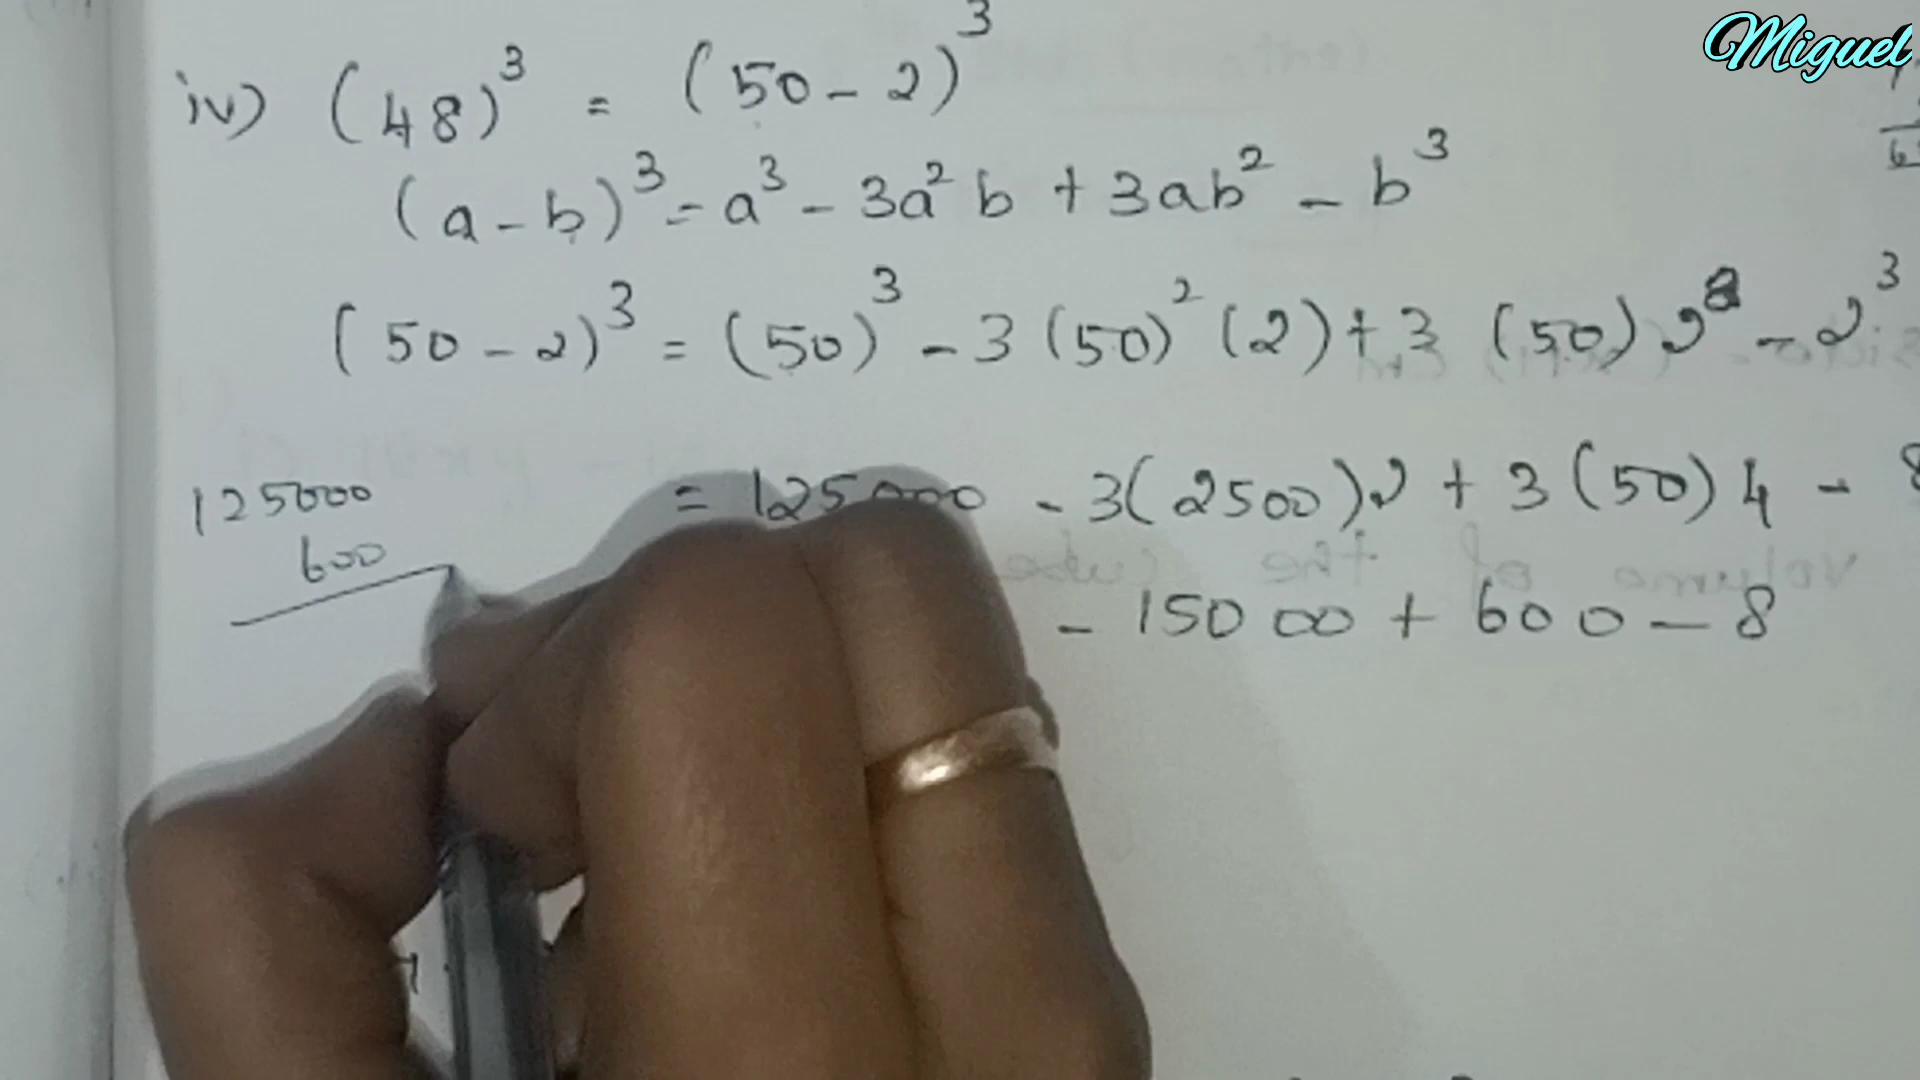 Miguel
iv) (48)³ = (50 - 2)³
(a - b)³ = a³ - 3a²b + 3ab² - b³
(50 - 2)³ = (50)³ - 3 (50)² (2) + 3 (50) 2² - 2³
= 125000 - 3(2500)2 + 3(50)4 - 8
- 15000 + 600 - 8
125000
600